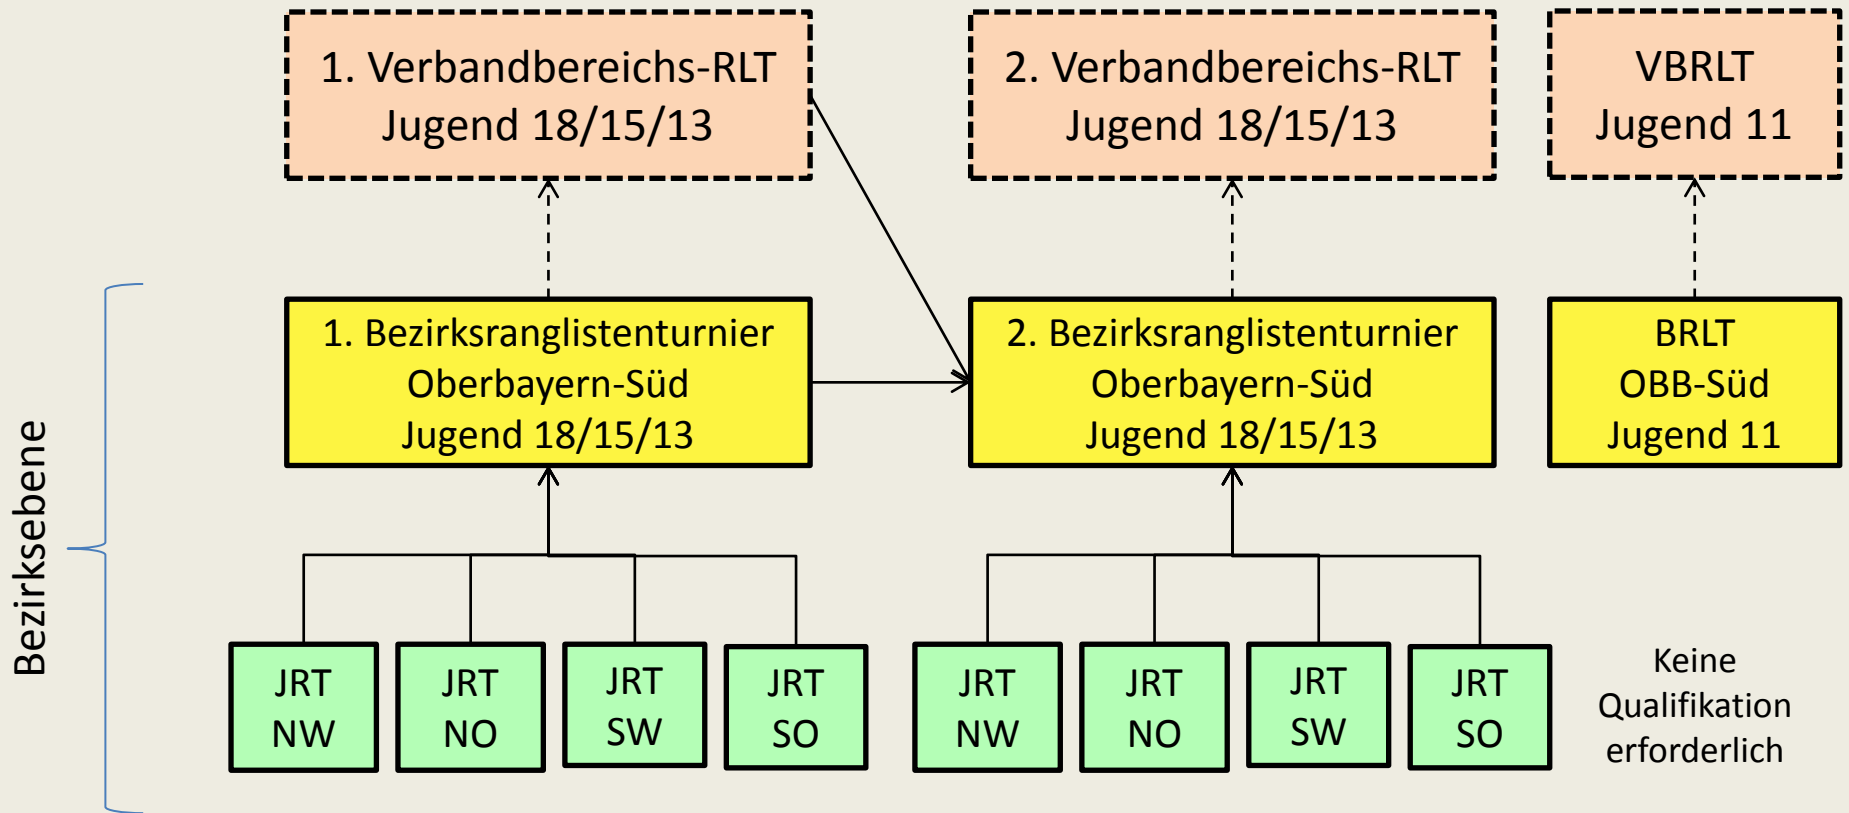 1. Verbandbereichs-RLT
Jugend 18/15/13
2. Verbandbereichs-RLT
Jugend 18/15/13
VBRLT
Jugend 11
Bezirksebene
1. Bezirksranglistenturnier
Oberbayern-Süd
Jugend 18/15/13
2. Bezirksranglistenturnier
Oberbayern-Süd
Jugend 18/15/13
BRLT
OBB-Süd
Jugend 11
JRT
NW
JRT
NO
JRT
SW
JRT
SO
JRT
NW
JRT
NO
JRT
SW
JRT
SO
Keine
Qualifikation
erforderlich